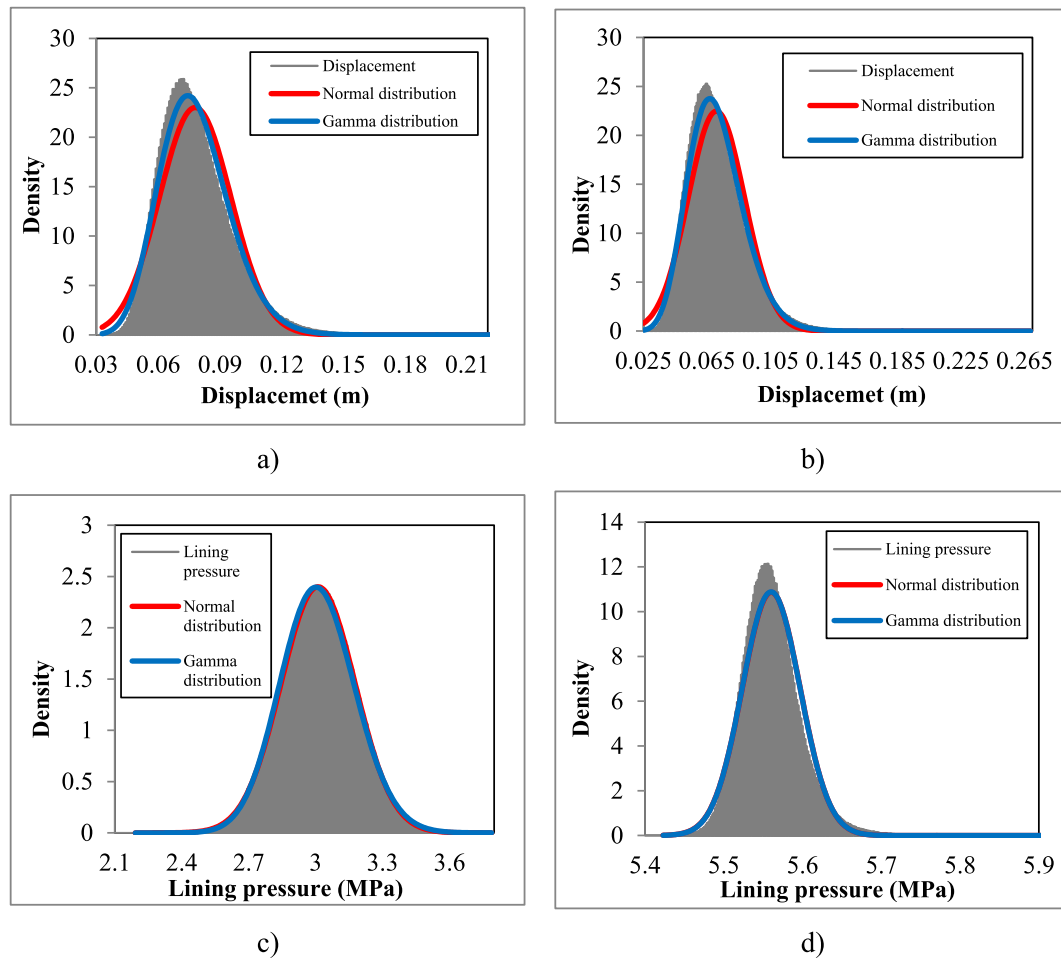 30
25
20
15
10
5
0
Density
Displacement
Normal distribution
Gamma distribution
0.03 0.06 0.09 0.12 0.15 0.18 0.21
Displacemet (m)
a)
30
25
20
15
10
5
0
Density
Displacement
Normal distribution
Gamma distribution
0.025 0.065 0.105 0.145 0.185 0.225 0.265
Displacemet (m)
b)
3
2.5
2
1.5
1
0.5
0
Density
Lining
pressure
Normal
distribution
Gamma
distribution
2.1 2.4 2.7 3 3.3 3.6
Lining pressure (MPa)
c)
14
12
10
8
6
4
2
0
Density
Lining pressure
Normal distribution
Gamma distribution
5.4 5.5 5.6 5.7 5.8 5.9
Lining pressure (MPa)
d)